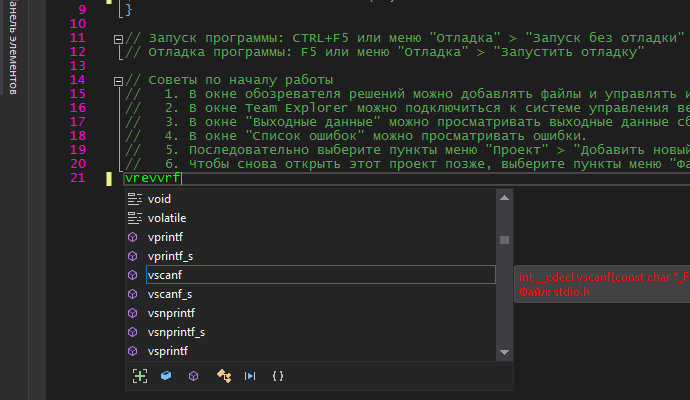 анель элементов
9 }
10
11 // Запуск программы: CTRL+F5 или меню "Отладка" > "Запуск без отладки"
12 // Отладка программы: F5 или меню "Отладка" > "Запустить отладку"
13
14 // Советы по началу работы
15 // 1. В окне обозревателя решений можно добавлять файлы и управлять и
16 // 2. В окне Team Explorer можно подключиться к системе управления ве
17 // 3. В окне "Выходные данные" можно просматривать выходные данные сб
18 // 4. В окне "Список ошибок" можно просматривать ошибки.
19 // 5. Последовательно выберите пункты меню "Проект" > "Добавить новый
20 // 6. Чтобы снова открыть этот проект позже, выберите пункты меню "Фа
21 vrevvrf
void
volatile
vprintf
vprintf_s
vscanf
int __cdecl vscanf(const char *_F
Файл: stdio.h
vscanf_s
vsnprintf
vsnprintf_s
vsprintf
{ }